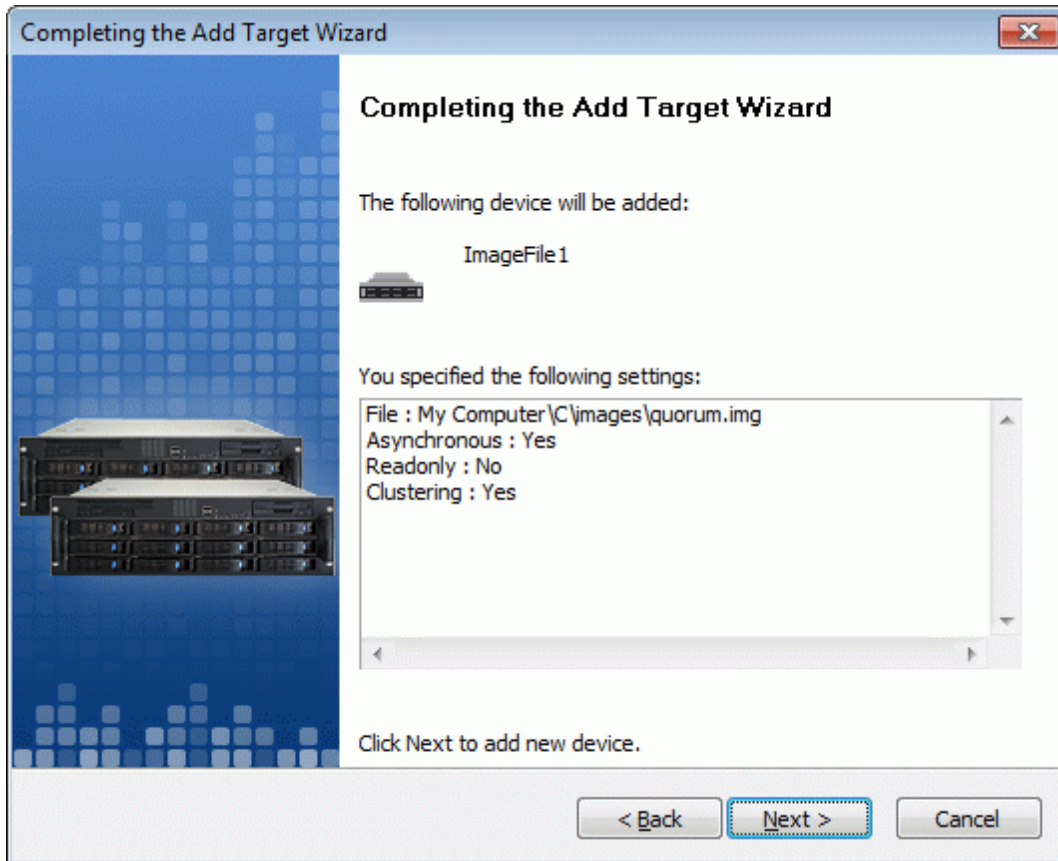 Completing the Add Target Wizard
Completing the Add Target Wizard
The following device will be added:
ImageFile1
You specified the following settings:
File : My Computer\C\images\quorum.img
Asynchronous : Yes
Readonly : No
Clustering : Yes
Click Next to add new device.
< Back
Next >
Cancel